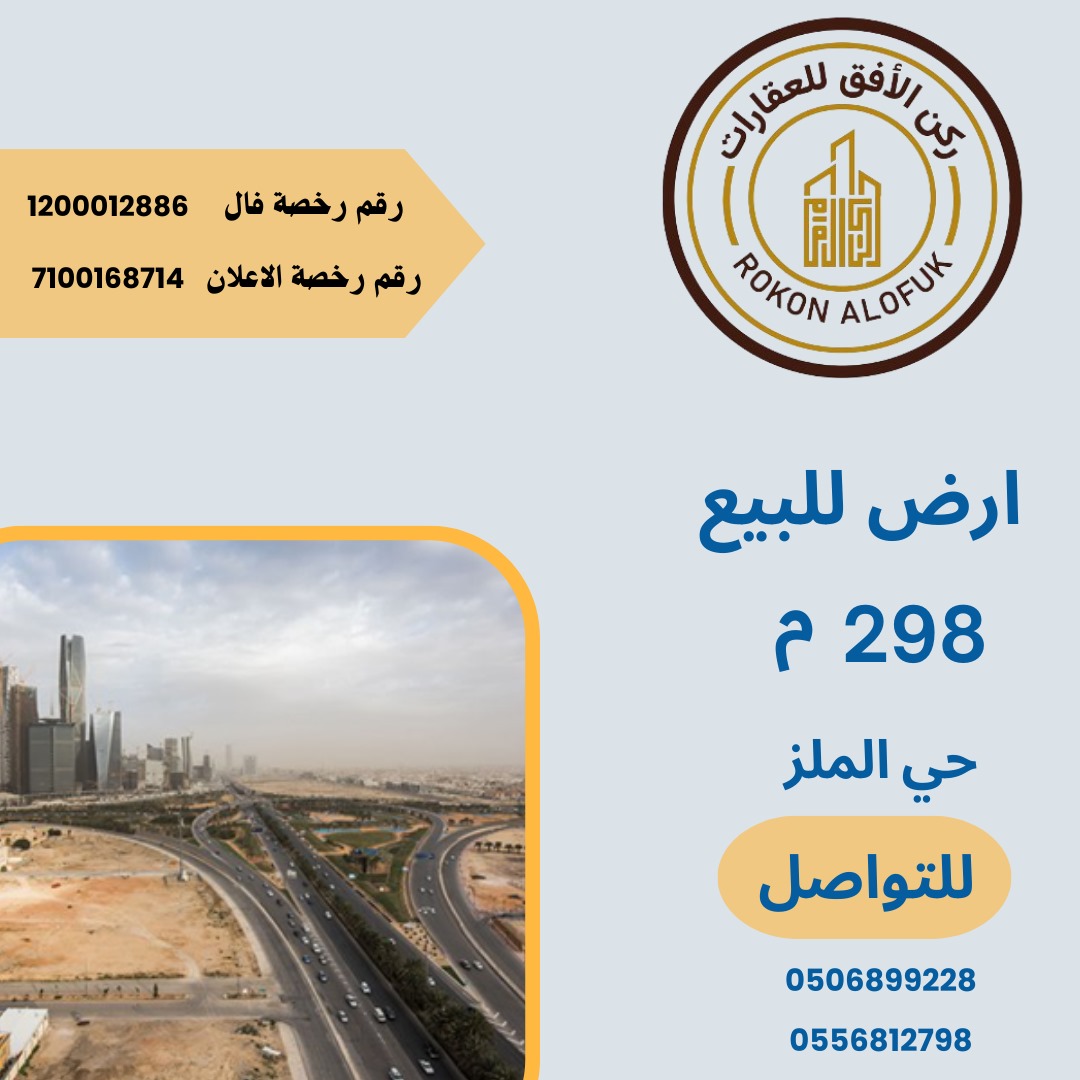 ركن الأفق للعقارات
ROKON ALOFUK
رقم رخصة فال 1200012886
رقم رخصة الاعلان 7100168714
ارض للبيع
298 م
حي الملز
للتواصل
0506899228
0556812798